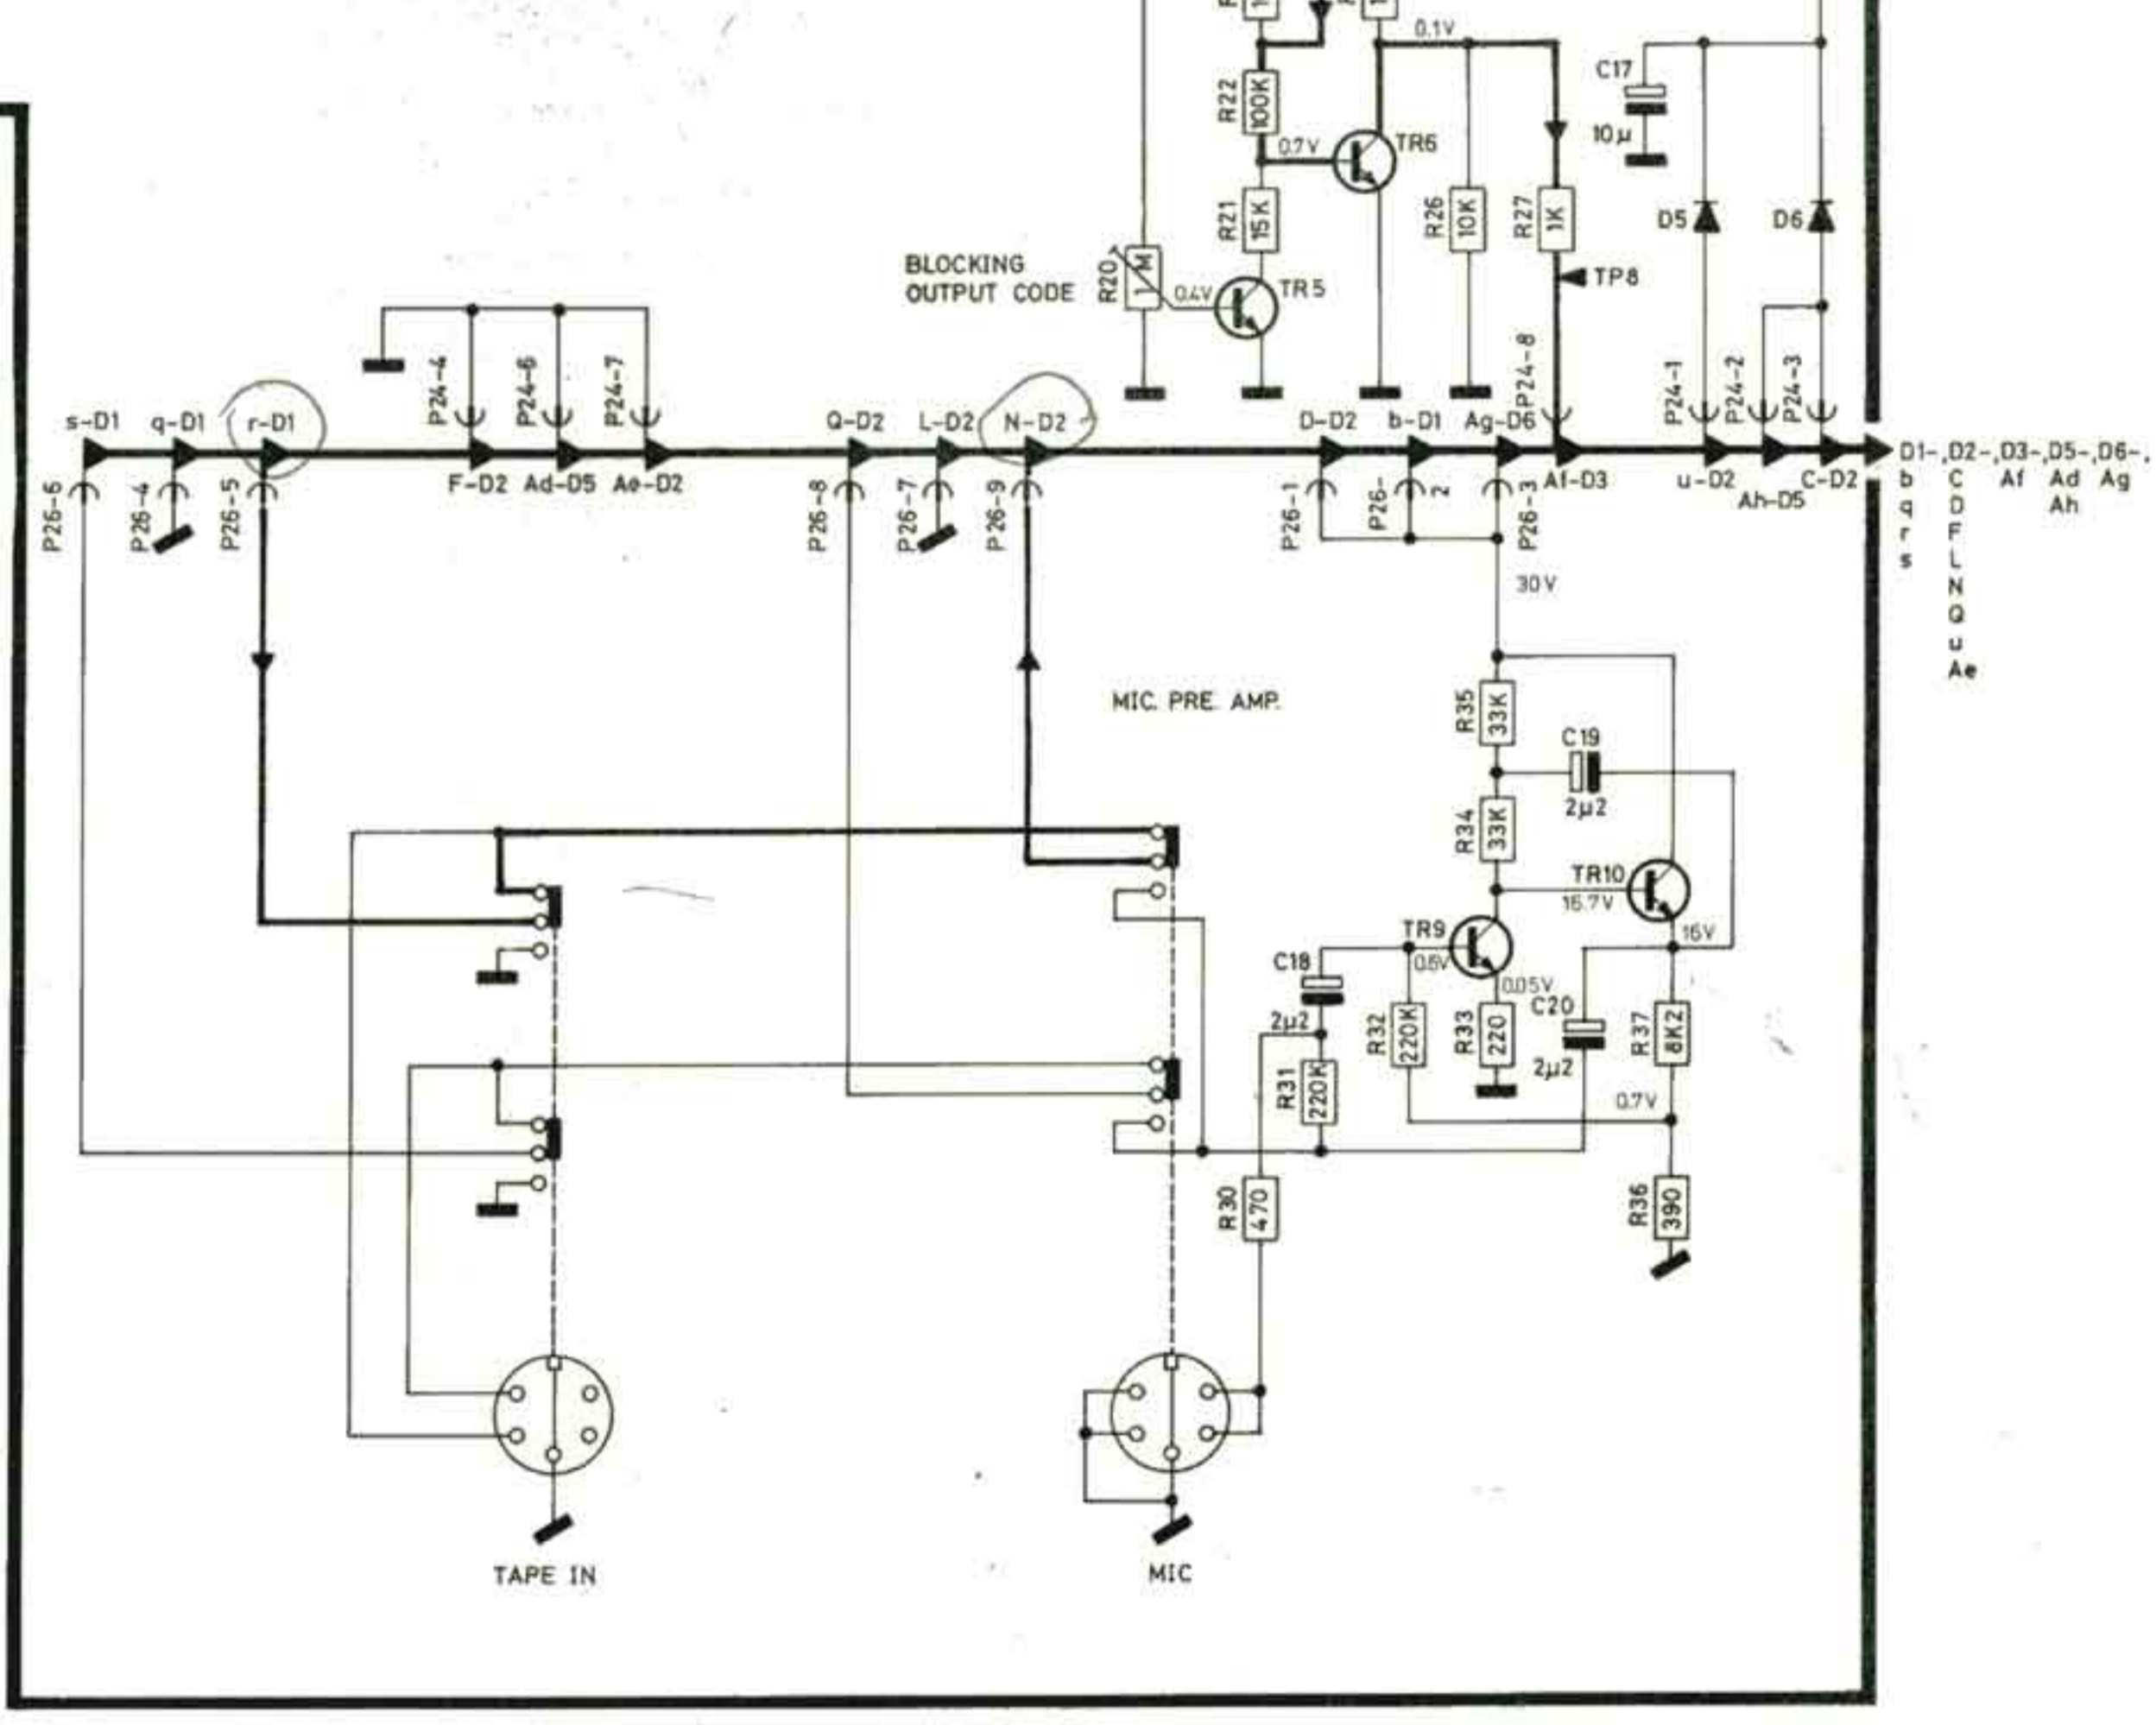 0.1V
C17
10µ
R22
100K
0.7V
TR6
R21
15K
R26
10K
R27
1K
D5
D6
BLOCKING
OUTPUT CODE
R20
1M
0.4V
TR5
TP8
P24-4
P24-6
P24-7
P24-8
P24-1
P24-2
P24-3
s-D1
q-D1
r-D1
Q-D2
L-D2
N-D2
D-D2
b-D1
Ag-D6
F-D2
Ad-D5
Ae-D2
Af-D3
u-D2
Ah-D5
C-D2
D1-,D2-,D3-,D5-,D6-,
b C Af Ad Ag
q D Ah
r F
s L
N
Q
u
Ae
P26-6
P26-4
P26-5
P26-8
P26-7
P26-9
P26-1
P26-2
P26-3
30V
MIC. PRE. AMP.
R35
33K
C19
2µ2
R34
33K
TR10
16.7V
TR9
0.6V
16V
C18
2µ2
0.05V
C20
2µ2
R32
220K
R33
220
R37
8K2
R31
220K
0.7V
R30
470
R36
390
TAPE IN
MIC